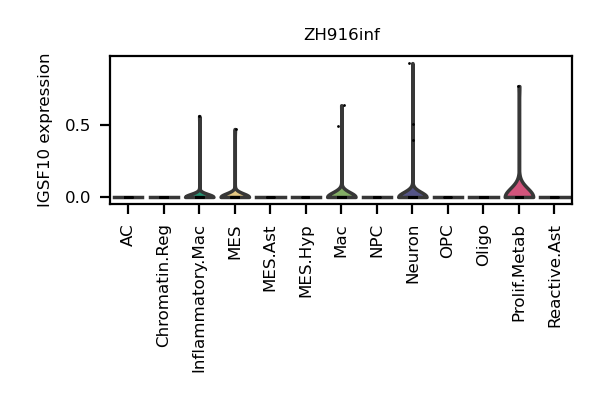 ZH916inf
IGSF10 expression
0.5
0.0
AC
Chromatin.Reg
Inflammatory.Mac
MES
MES.Ast
MES.Hyp
Mac
NPC
Neuron
OPC
Oligo
Prolif.Metab
Reactive.Ast